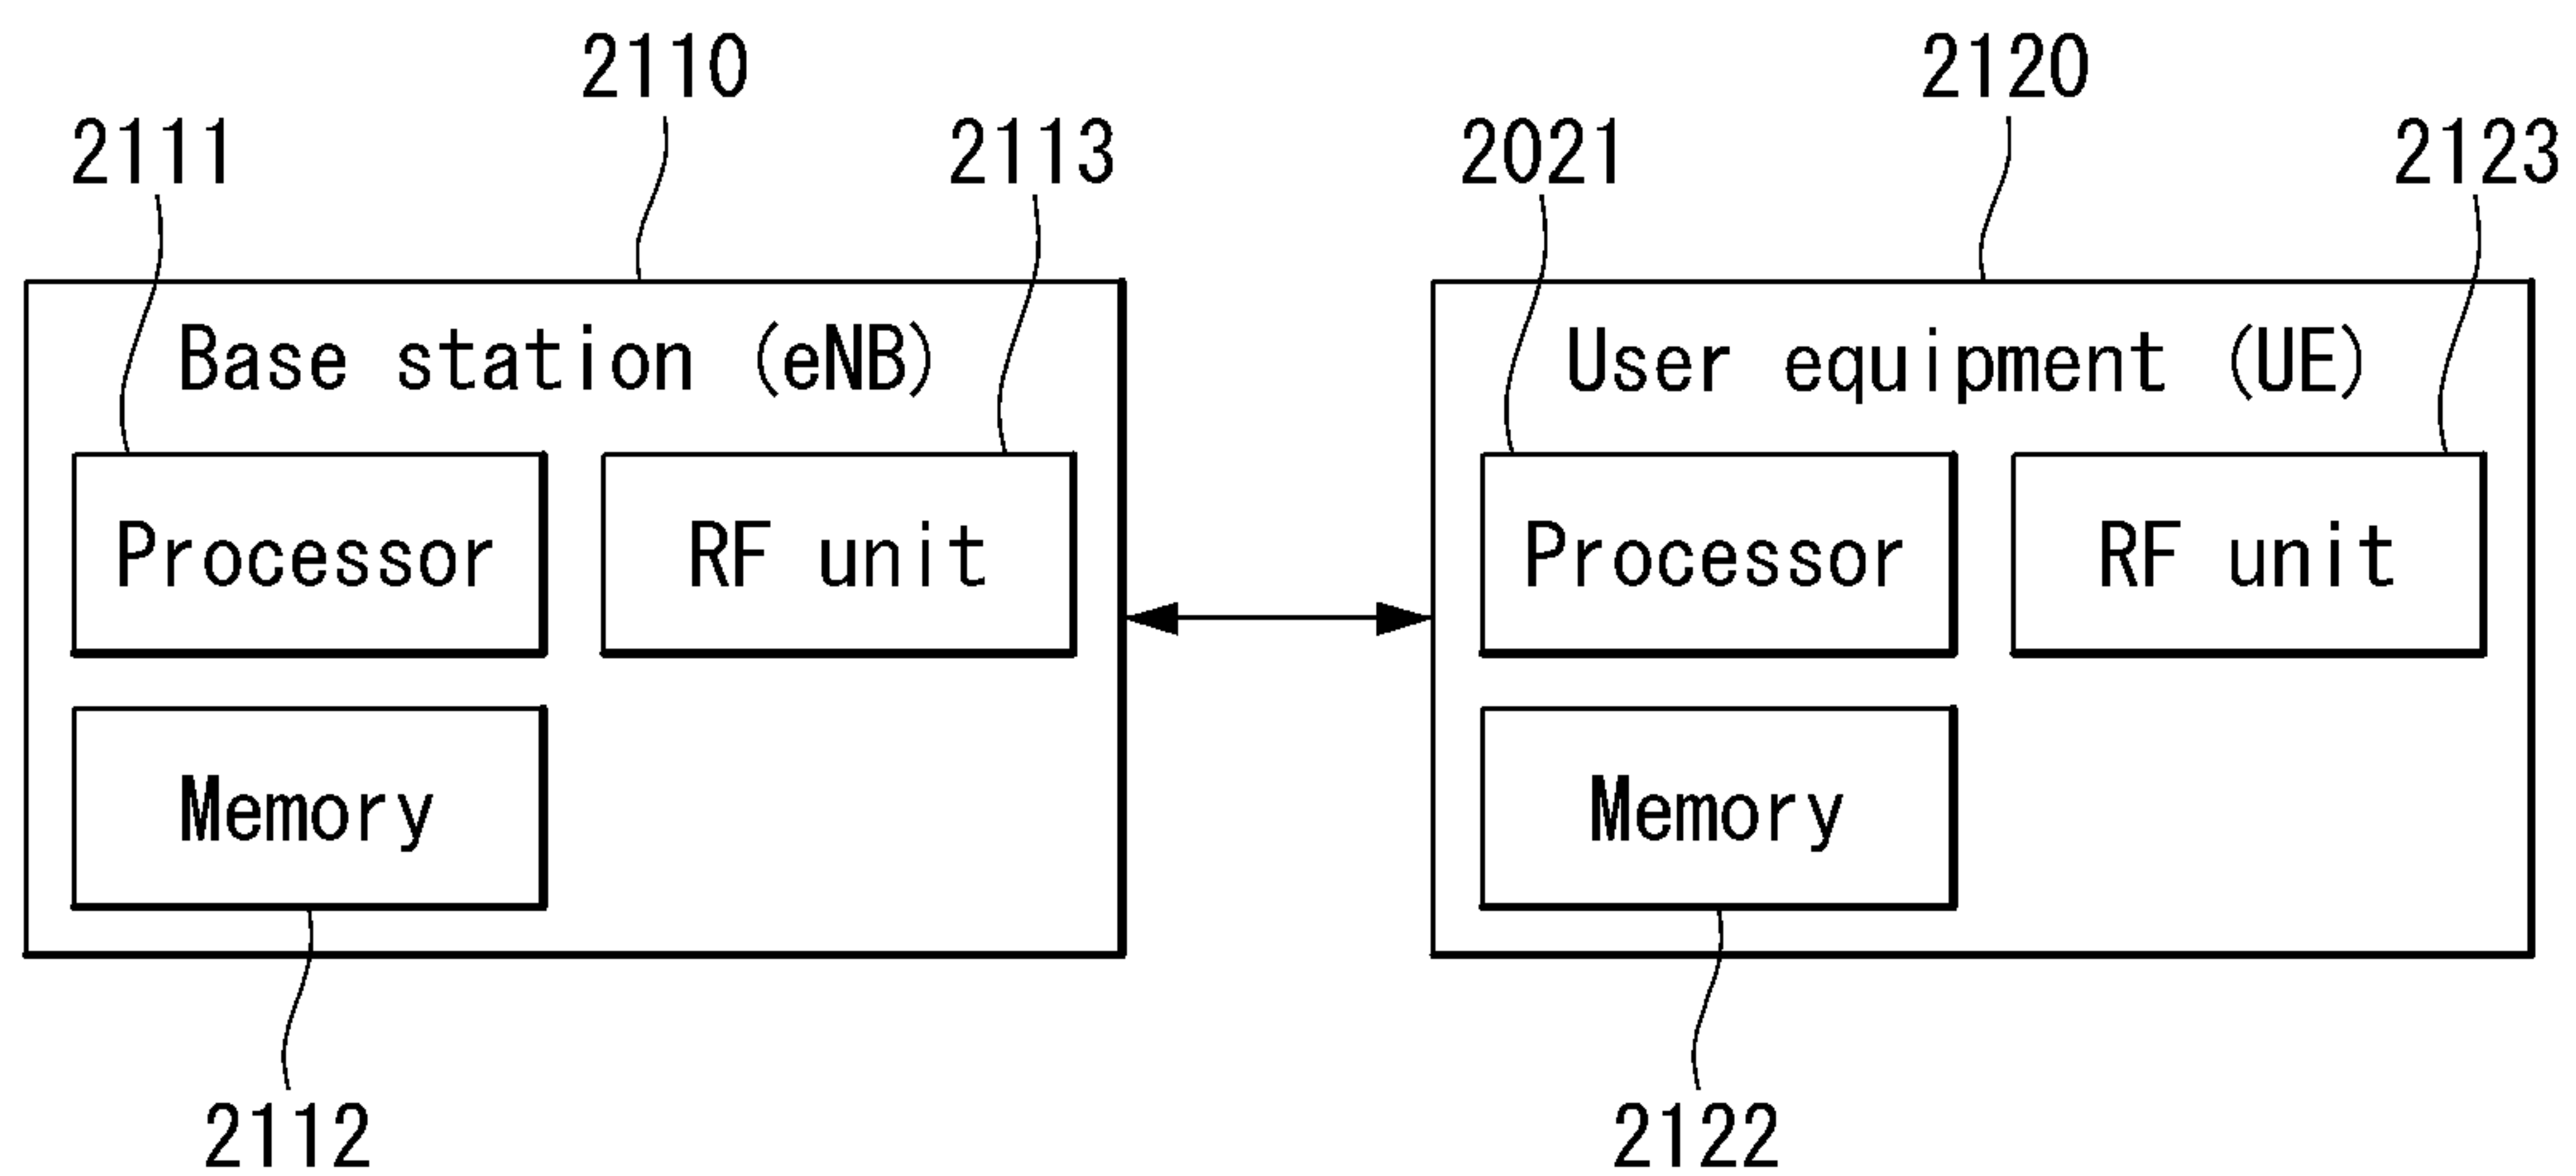 2110
2120
2111
2113
2021
2123
Base station (eNB)
User equipment (UE)
Processor
RF unit
Processor
RF unit
Memory
Memory
2112
2122